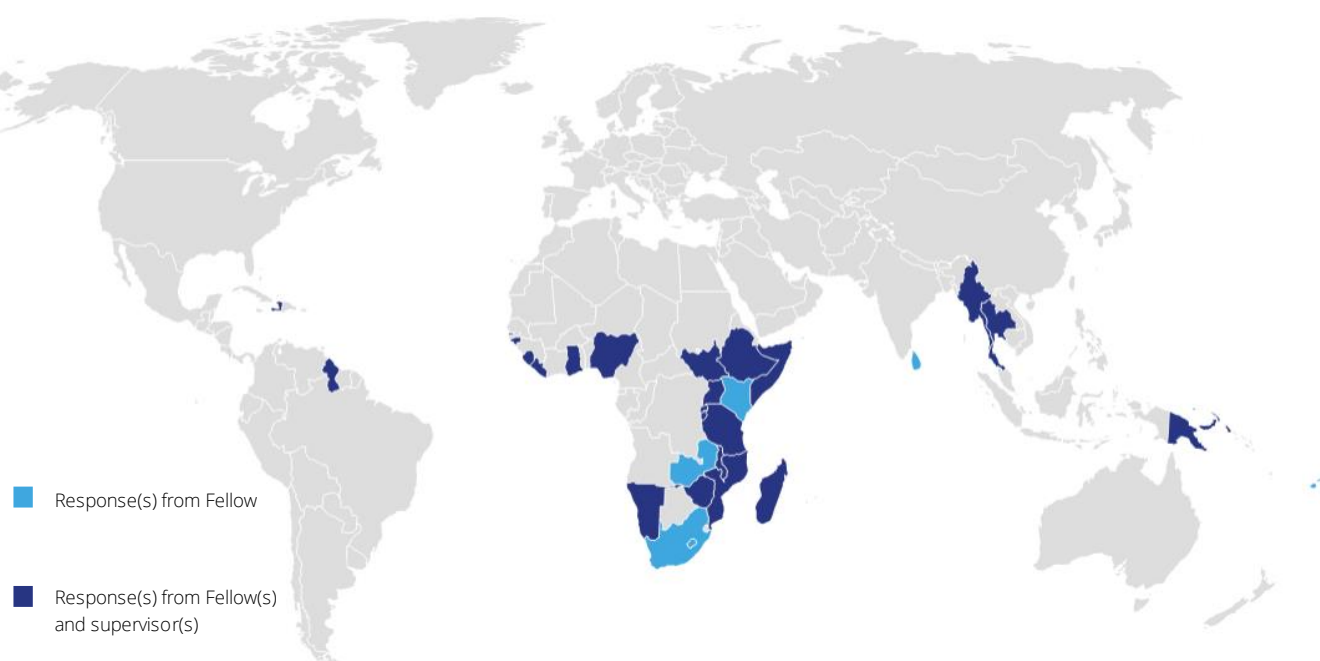 Response(s) from Fellow
Response(s) from Fellow(s)
and supervisor(s)